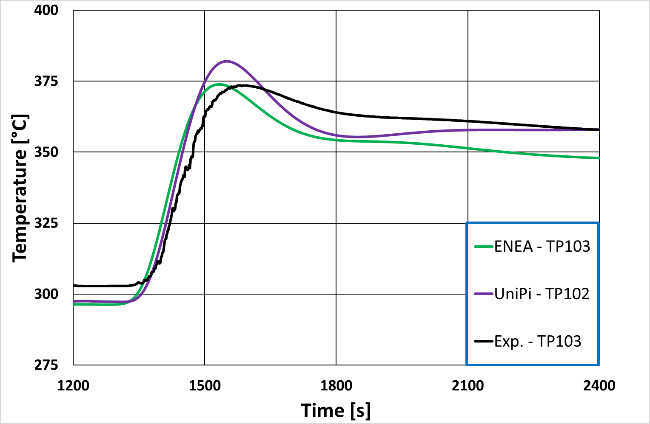 400
375
350
325
300
275
Temperature [°C]
ENEA - TP103
UniPi - TP102
Exp. - TP103
1200
1500
1800
2100
2400
Time [s]